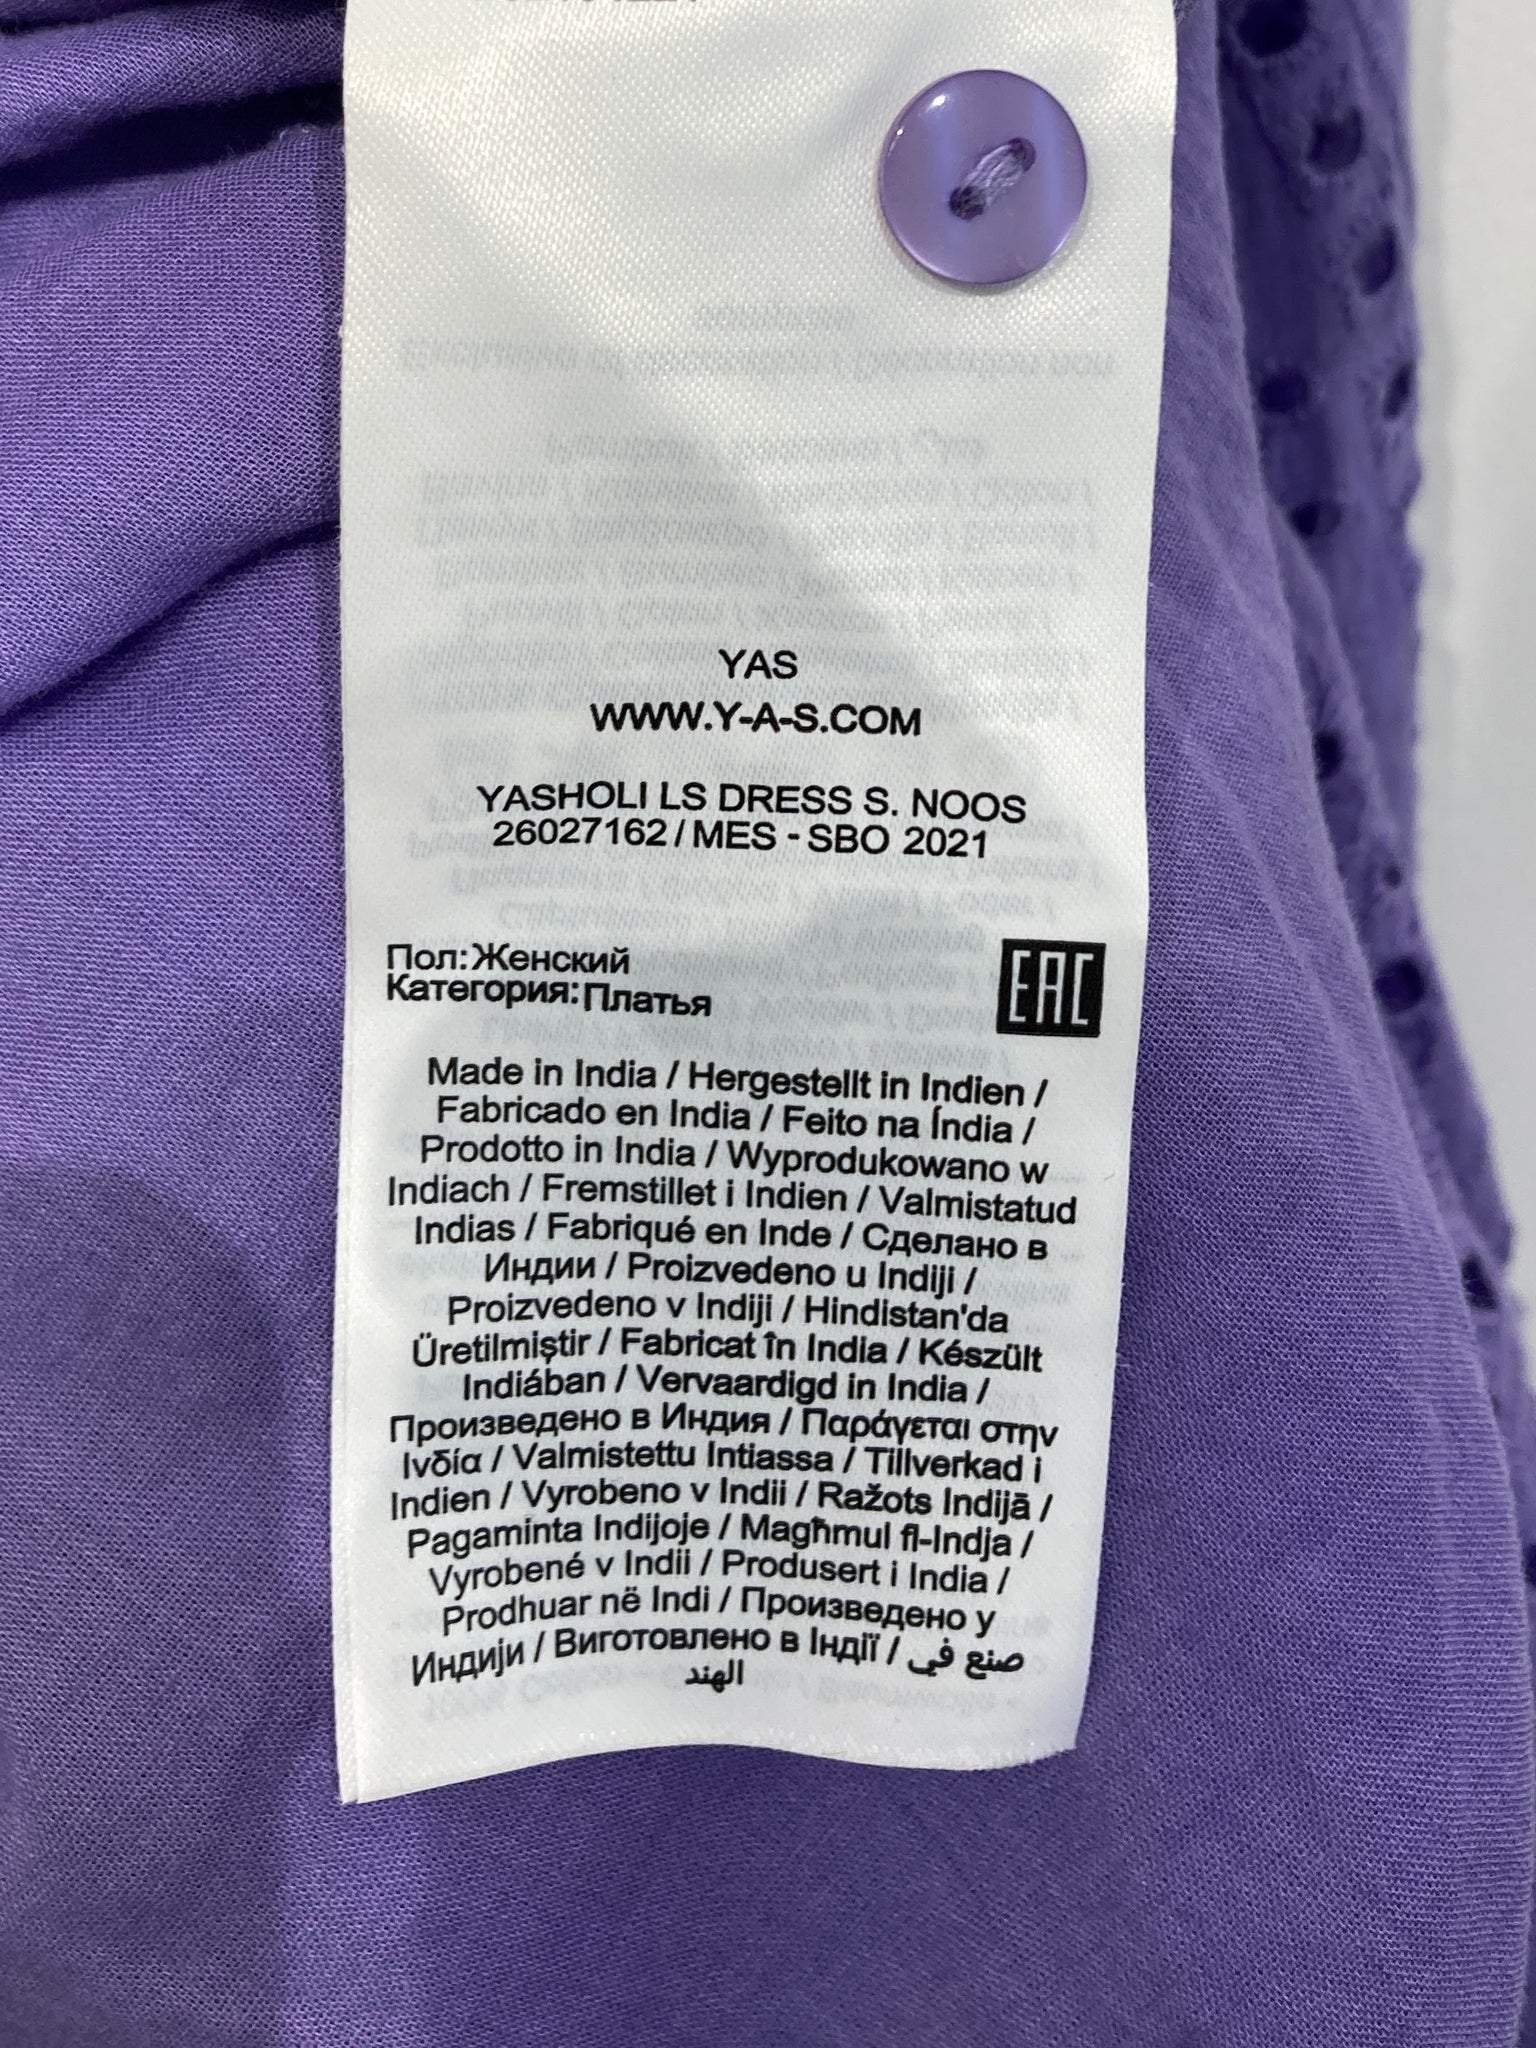 YAS
WWW.Y-A-S.COM
YASHOLI LS DRESS S. NOOS
26027162 / MES - SBO 2021
Пол:Женский
Категория:Платья
EAC
Made in India / Hergestellt in Indien /
Fabricado en India / Feito na Índia /
Prodotto in India / Wyprodukowano w
Indiach / Fremstillet i Indien / Valmistatud
Indias / Fabriqué en Inde / Сделано в
Индии / Proizvedeno u Indiji /
Proizvedeno v Indiji / Hindistan'da
Üretilmiştir / Fabricat în India / Készült
Indiában / Vervaardigd in India /
Произведено в Индия / Παράγεται στην
Ινδία / Valmistettu Intiassa / Tillverkad i
Indien / Vyrobeno v Indii / Ražots Indijā /
Pagaminta Indijoje / Magħmul fl-Indja /
Vyrobené v Indii / Produsert i India /
Prodhuar në Indi / Произведено у
Индији / Виготовлено в Індії / صنع في
الهند